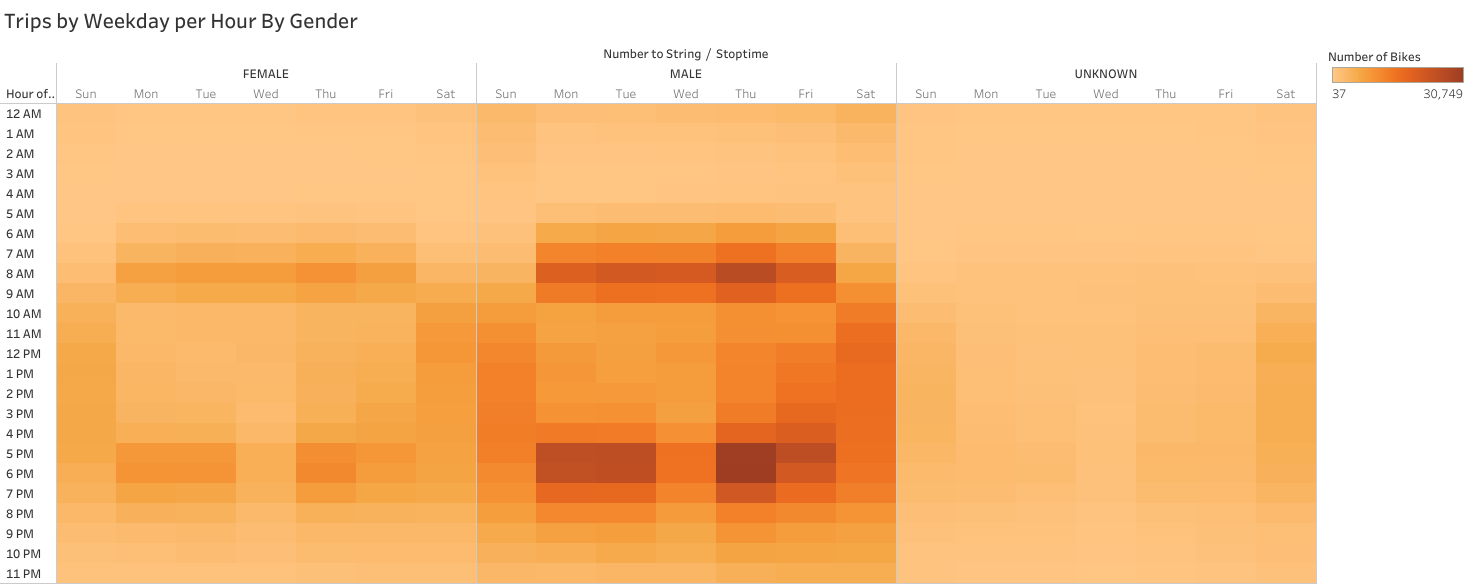 Trips by Weekday per Hour By Gender
Number to String / Stoptime
Number of Bikes
FEMALE MALE UNKNOWN
Hour of.. Sun Mon Tue Wed Thu Fri Sat Sun Mon Tue Wed Thu Fri Sat Sun Mon Tue Wed Thu Fri Sat
37 30,749
12 AM
1 AM
2 AM
3 AM
4 AM
5 AM
6 AM
7 AM
8 AM
9 AM
10 AM
11 AM
12 PM
1 PM
2 PM
3 PM
4 PM
5 PM
6 PM
7 PM
8 PM
9 PM
10 PM
11 PM